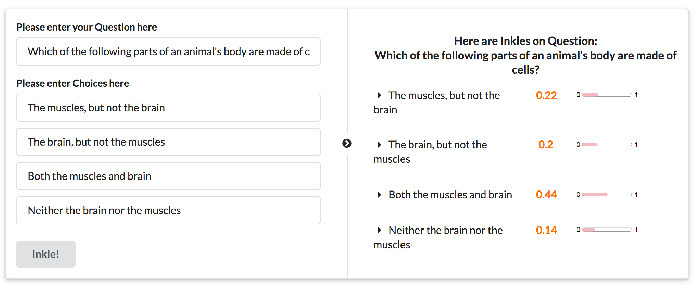 Please enter your Question here
Which of the following parts of an animal's body are made of c
Please enter Choices here
The muscles, but not the brain
The brain, but not the muscles
Both the muscles and brain
Neither the brain nor the muscles
Inkle!
Here are Inkles on Question:
Which of the following parts of an animal's body are made of
cells?
The muscles, but not the 0.22 0 1
brain
The brain, but not the 0.2 0 1
muscles
Both the muscles and brain 0.44 0 1
Neither the brain nor the 0.14 0 1
muscles